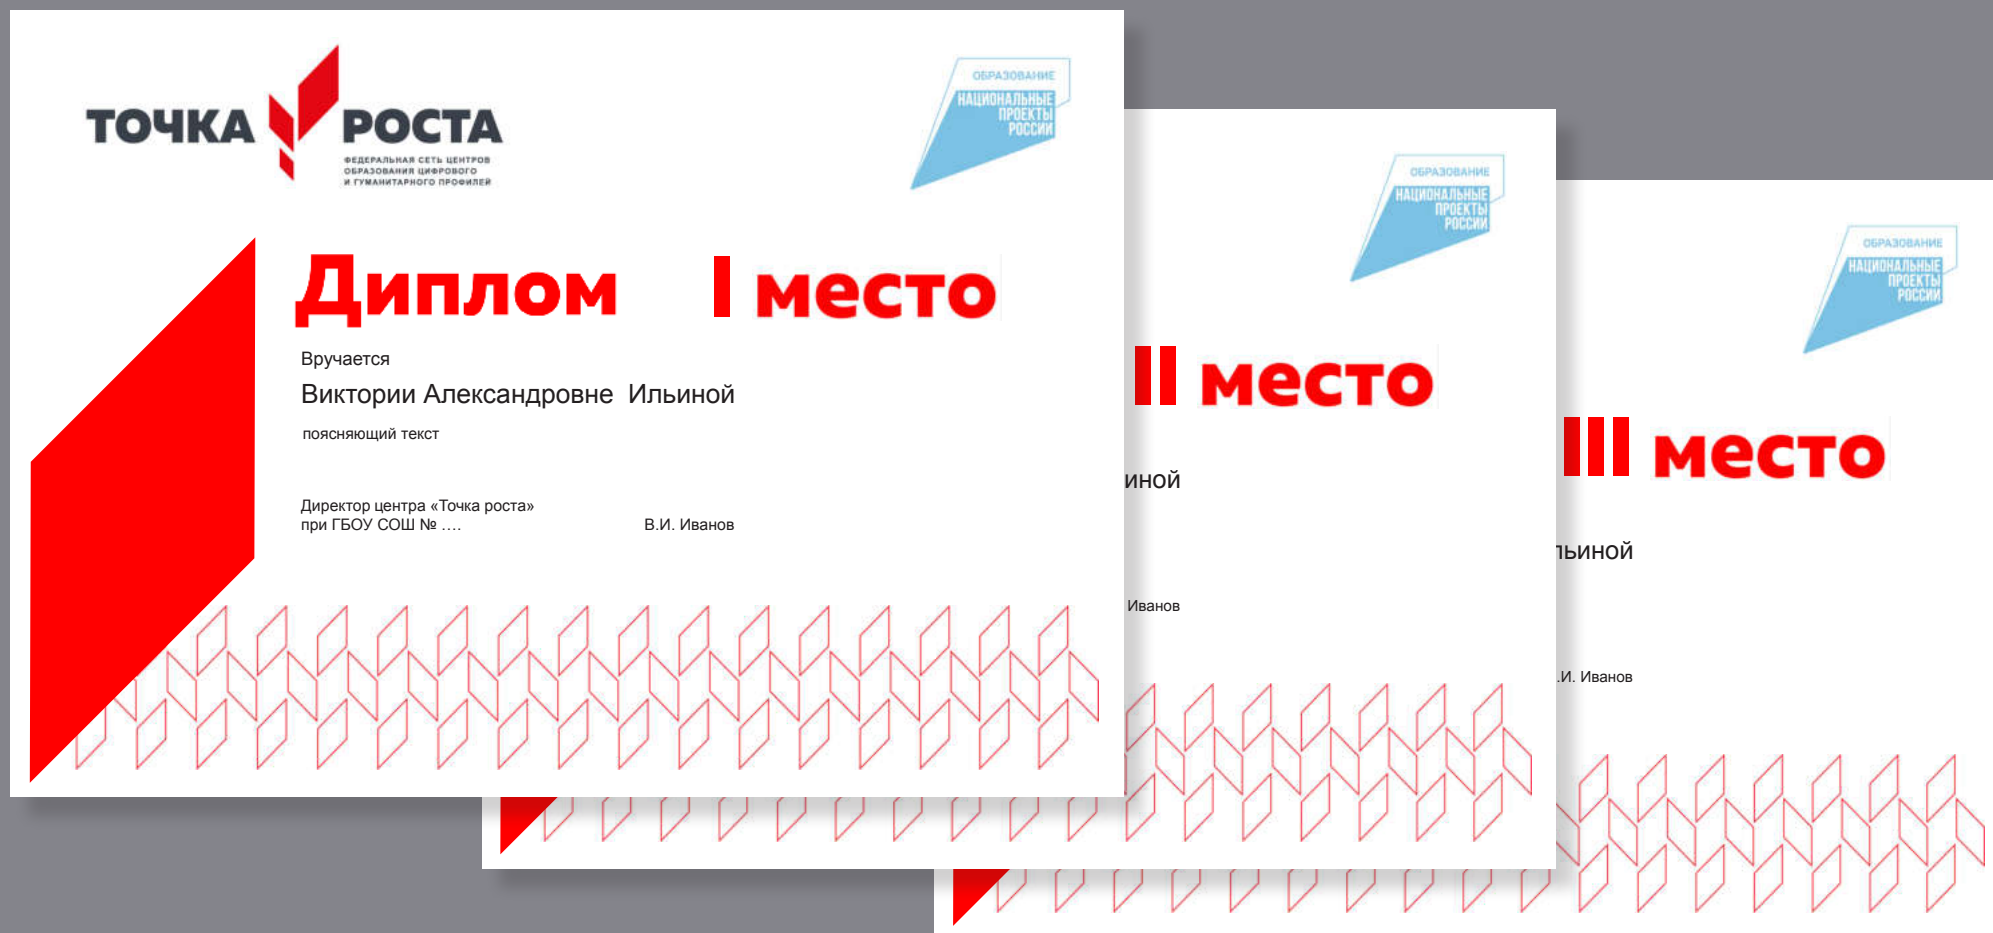 ТОЧКА РОСТА
ФЕДЕРАЛЬНАЯ СЕТЬ ЦЕНТРОВ
ОБРАЗОВАНИЯ ЦИФРОВОГО
И ГУМАНИТАРНОГО ПРОФИЛЕЙ
ОБРАЗОВАНИЕ
НАЦИОНАЛЬНЫЕ
ПРОЕКТЫ
РОССИИ
Диплом I место
Вручается
Виктории Александровне Ильиной
поясняющий текст
Директор центра «Точка роста»
при ГБОУ СОШ № .... В.И. Иванов
ОБРАЗОВАНИЕ
НАЦИОНАЛЬНЫЕ
ПРОЕКТЫ
РОССИИ
II место
иной
Иванов
ОБРАЗОВАНИЕ
НАЦИОНАЛЬНЫЕ
ПРОЕКТЫ
РОССИИ
III место
льиной
.И. Иванов